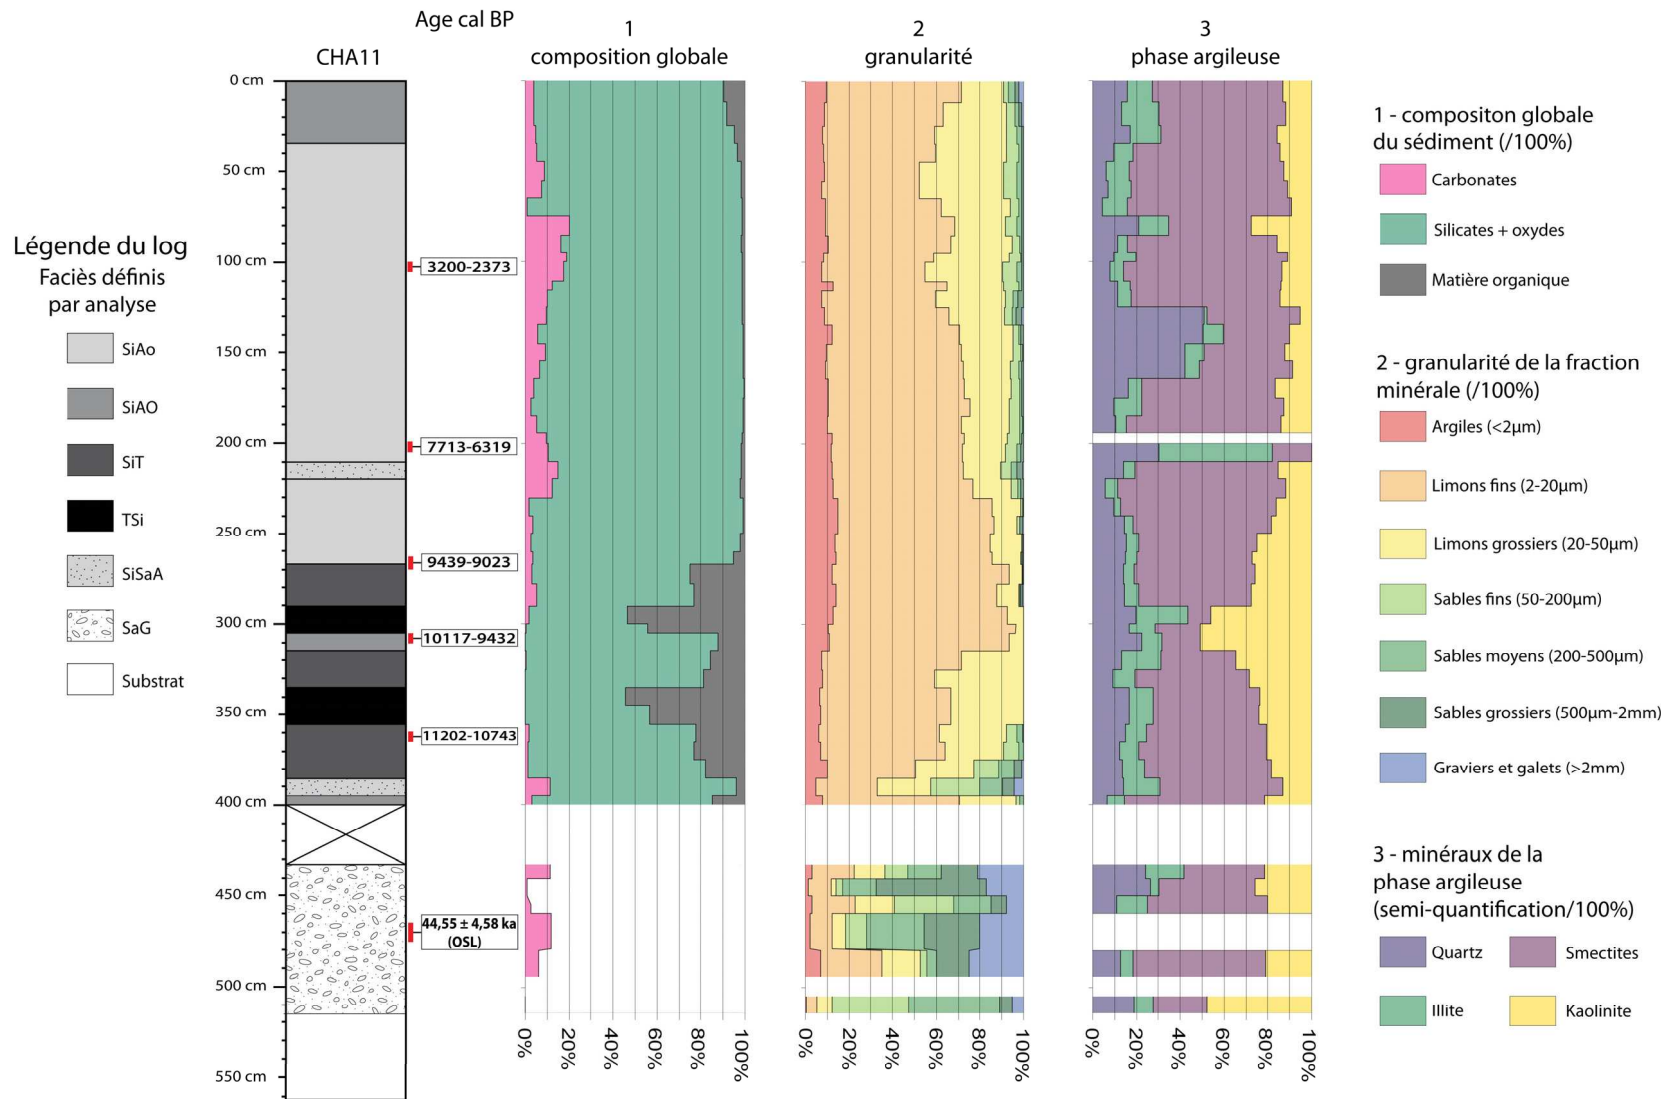 Age cal BP
CHA11
1
composition globale
2
granularité
3
phase argileuse
0 cm
50 cm
100 cm
150 cm
200 cm
250 cm
300 cm
350 cm
400 cm
450 cm
500 cm
550 cm
3200-2373
7713-6319
9439-9023
10117-9432
11202-10743
44,55 ± 4,58 ka
(OSL)
0%
20%
40%
60%
80%
100%
0%
20%
40%
60%
80%
100%
0%
20%
40%
60%
80%
100%
Légende du log
Faciès définis
par analyse
SiAo
SiAO
SiT
TSi
SiSaA
SaG
Substrat
1 - compositon globale
du sédiment (/100%)
Carbonates
Silicates + oxydes
Matière organique
2 - granularité de la fraction
minérale (/100%)
Argiles (<2µm)
Limons fins (2-20µm)
Limons grossiers (20-50µm)
Sables fins (50-200µm)
Sables moyens (200-500µm)
Sables grossiers (500µm-2mm)
Graviers et galets (>2mm)
3 - minéraux de la
phase argileuse
(semi-quantification/100%)
Quartz
Smectites
Illite
Kaolinite